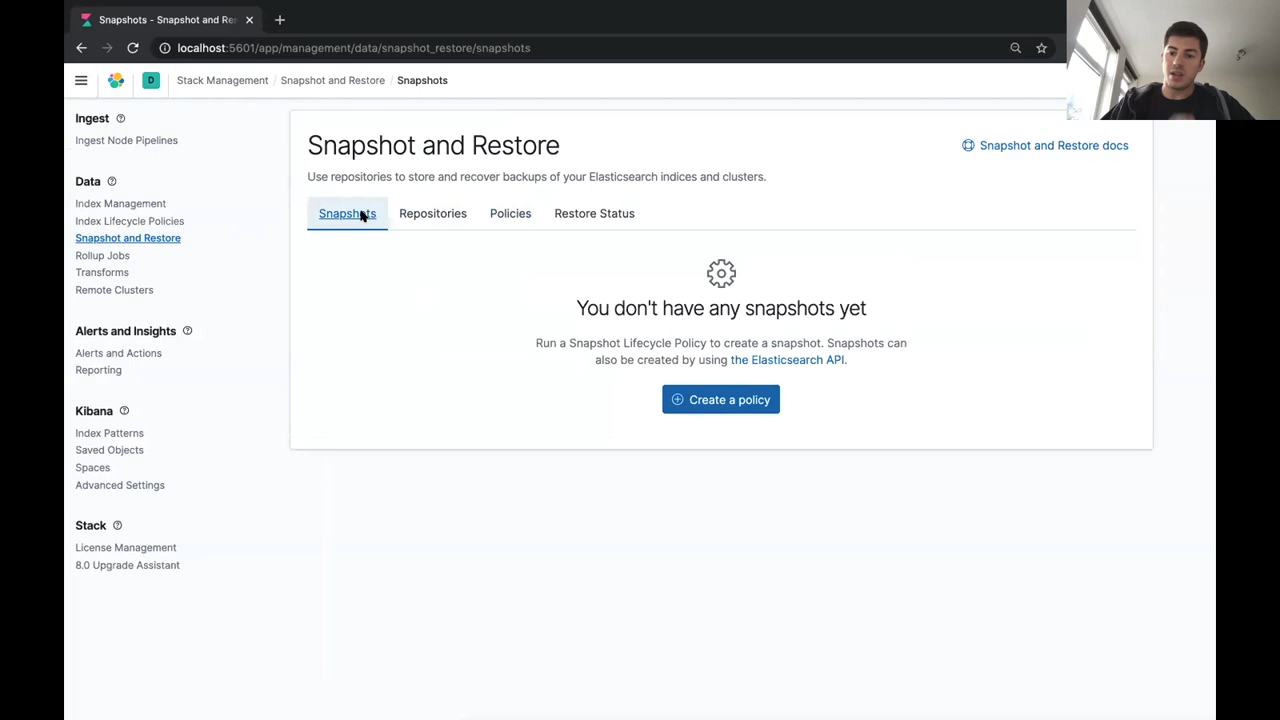 Snapshots - Snapshot and Re
localhost:5601/app/management/data/snapshot_restore/snapshots
D
Stack Management / Snapshot and Restore / Snapshots
Ingest
Ingest Node Pipelines
Data
Index Management
Index Lifecycle Policies
Snapshot and Restore
Rollup Jobs
Transforms
Remote Clusters
Alerts and Insights
Alerts and Actions
Reporting
Kibana
Index Patterns
Saved Objects
Spaces
Advanced Settings
Stack
License Management
8.0 Upgrade Assistant
Snapshot and Restore
Snapshot and Restore docs
Use repositories to store and recover backups of your Elasticsearch indices and clusters.
Snapshots Repositories Policies Restore Status
You don't have any snapshots yet
Run a Snapshot Lifecycle Policy to create a snapshot. Snapshots can
also be created by using the Elasticsearch API.
Create a policy